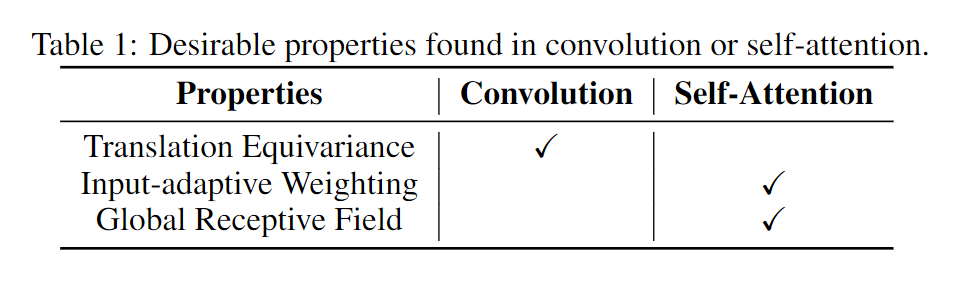 Table 1: Desirable properties found in convolution or self-attention.
Properties Convolution Self-Attention
Translation Equivariance ✓
Input-adaptive Weighting ✓
Global Receptive Field ✓